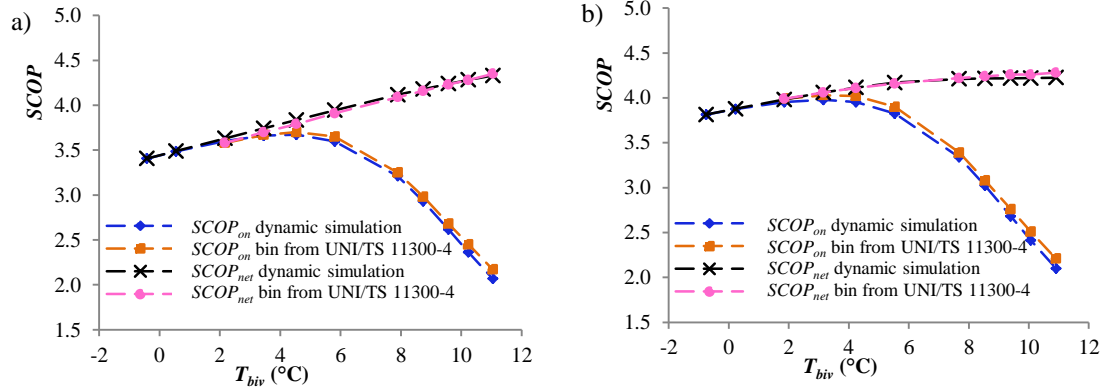 a)
5.0
4.5
4.0
3.5
3.0
2.5
2.0
1.5
SCOP
SCOPon dynamic simulation
SCOPon bin from UNI/TS 11300-4
SCOPnet dynamic simulation
SCOPnet bin from UNI/TS 11300-4
-2 0 2 4 6 8 10 12
Tbiv (°C)
b)
5.0
4.5
4.0
3.5
3.0
2.5
2.0
1.5
SCOP
SCOPon dynamic simulation
SCOPon bin from UNI/TS 11300-4
SCOPnet dynamic simulation
SCOPnet bin from UNI/TS 11300-4
-2 0 2 4 6 8 10 12
Tbiv (°C)